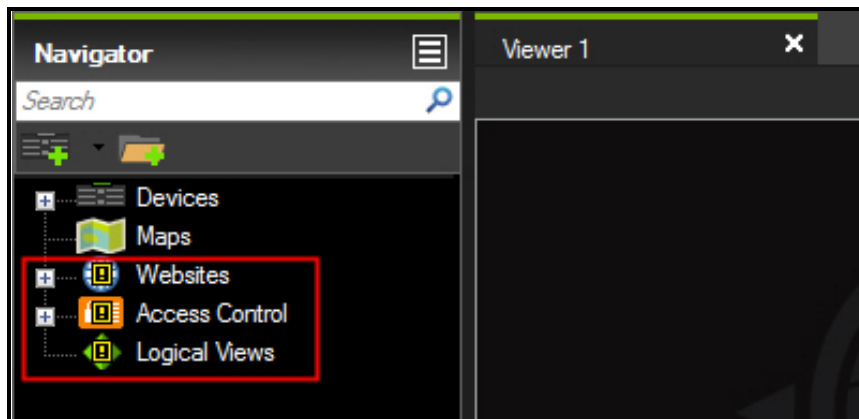 Navigator
Viewer 1
Search
Devices
Maps
Websites
Access Control
Logical Views